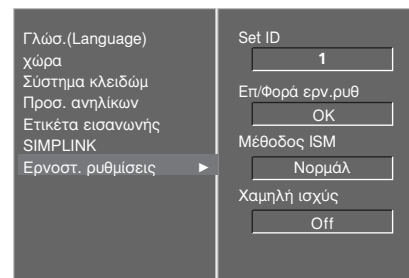 Γλώσ.(Language)
χώρα
Σύστημα κλειδώμ
Προσ. ανηλίκων
Ετικέτα εισανωνής
SIMPLINK
Ερνοστ. ρυθμίσεις ►
Set ID
1
Επ/Φορά ερν.ρυθ
OK
Μέθοδος ISM
Νορμάλ
Χαμηλή ισχύς
Off